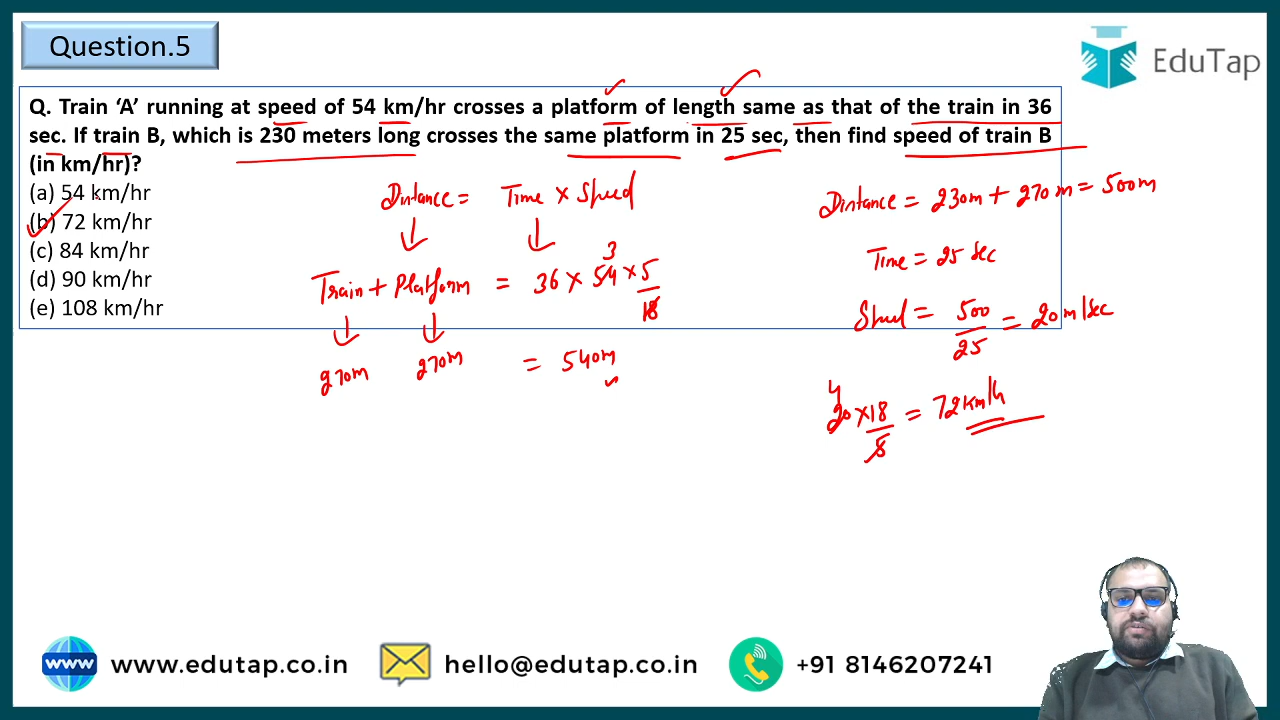 Question.5
EduTap
Q. Train ‘A’ running at speed of 54 km/hr crosses a platform of length same as that of the train in 36
sec. If train B, which is 230 meters long crosses the same platform in 25 sec, then find speed of train B
(in km/hr)?
(a) 54 km/hr
(b) 72 km/hr
(c) 84 km/hr
(d) 90 km/hr
(e) 108 km/hr
Distance = Time × Speed
Train + Platform = 36 × 54 × 5/18
3
270m 270m = 540m
Distance = 230m + 270m = 500m
Time = 25 sec
Speed = 500/25 = 20m/sec
4
20 × 18/5 = 72km/h
www www.edutap.co.in
hello@edutap.co.in
+91 8146207241